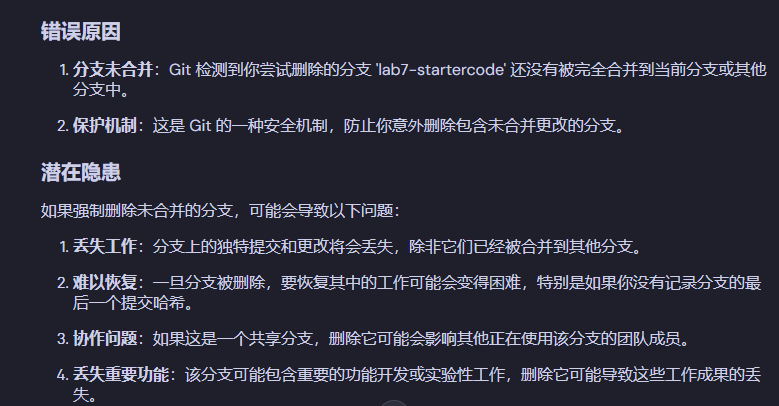 错误原因
1. 分支未合并：Git 检测到你尝试删除的分支 'lab7-startercode' 还没有被完全合并到当前分支或其他
分支中。
2. 保护机制：这是 Git 的一种安全机制，防止你意外删除包含未合并更改的分支。
潜在隐患
如果强制删除未合并的分支，可能会导致以下问题：
1. 丢失工作：分支上的独特提交和更改将会丢失，除非它们已经被合并到其他分支。
2. 难以恢复：一旦分支被删除，要恢复其中的工作可能会变得困难，特别是如果你没有记录分支的最
后一个提交哈希。
3. 协作问题：如果这是一个共享分支，删除它可能会影响其他正在使用该分支的团队成员。
4. 丢失重要功能：该分支可能包含重要的功能开发或实验性工作，删除它可能导致这些工作成果的丢
失。